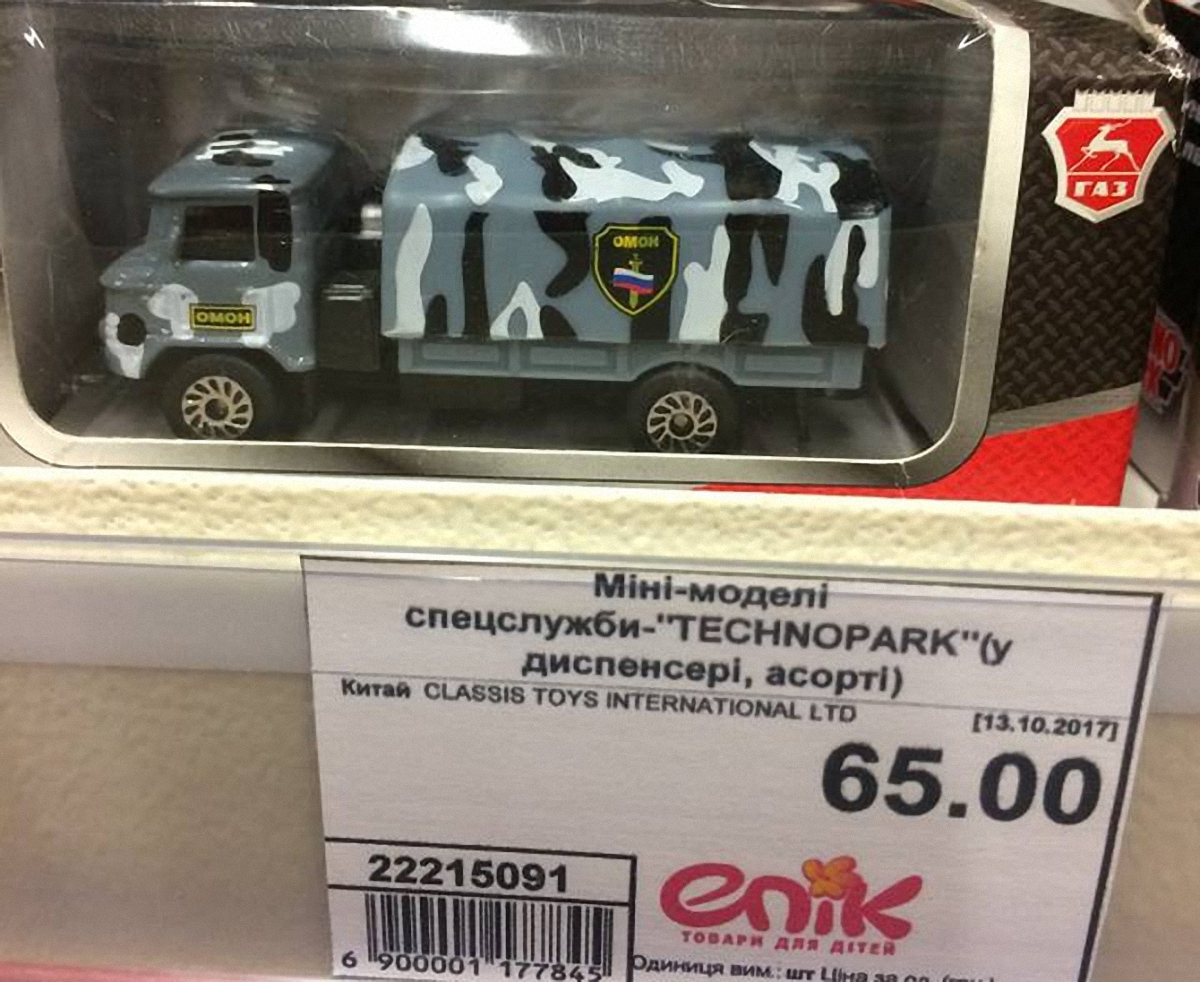 ГАЗ
ОМОН
ОМОН
Міні-моделі
спецслужби-"TECHNOPARK"(у
диспенсері, асорті)
Китай CLASSIS TOYS INTERNATIONAL LTD
[13.10.2017]
65.00
22215091
6 900001 177845
епік
ТОВАРИ ДЛЯ ДІТЕЙ
Одиниця вим.: шт Ціна за од.